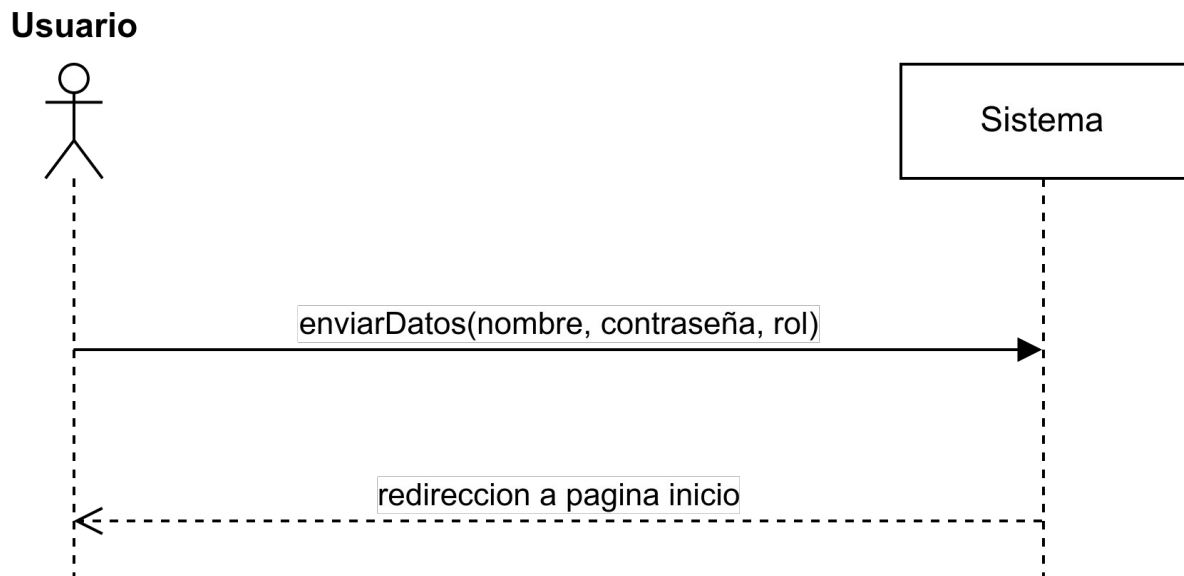 Usuario
Sistema
enviarDatos(nombre, contraseña, rol)
redireccion a pagina inicio